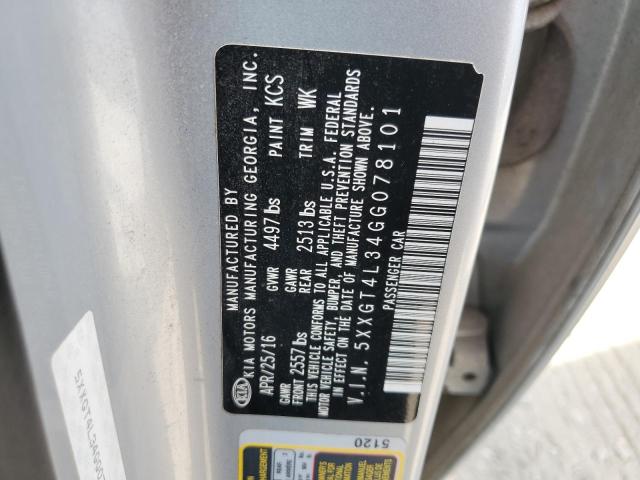 MANUFACTURED BY
KIA MOTORS MANUFACTURING GEORGIA, INC.
KIA
APR/25/16 GVWR 4497lbs PAINT KCS
GAWR FRONT 2557lbs GAWR REAR 2513lbs TRIM WK
THIS VEHICLE CONFORMS TO ALL APPLICABLE U.S.A. FEDERAL
MOTOR VEHICLE SAFETY, BUMPER, AND THEFT PREVENTION STANDARDS
IN EFFECT ON THE DATE OF MANUFACTURE SHOWN ABOVE.
V.I.N. 5XXGT4L34GG078101
PASSENGER CAR
5120